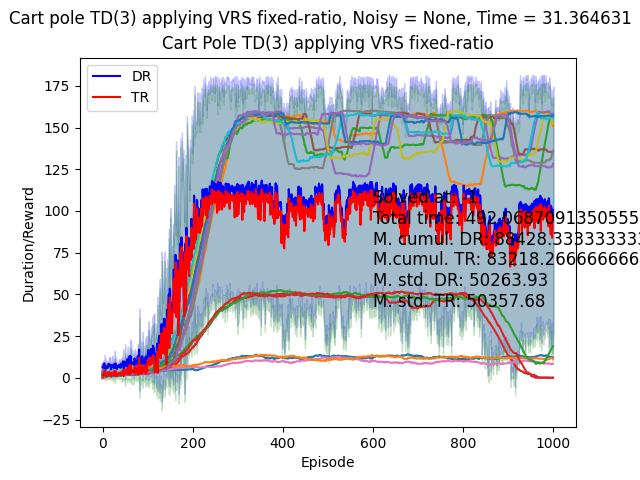 Cart pole TD(3) applying VRS fixed-ratio, Noisy = None, Time = 31.364631
Cart Pole TD(3) applying VRS fixed-ratio
DR
TR
175
150
125
100
75
50
25
0
−25
Duration/Reward
Solved at: -1
Total time: 492.0687091350555
M. cumul. DR: 88428.333333333
M.cumul. TR: 83218.266666666
M. std. DR: 50263.93
M. std. TR: 50357.68
0 200 400 600 800 1000
Episode